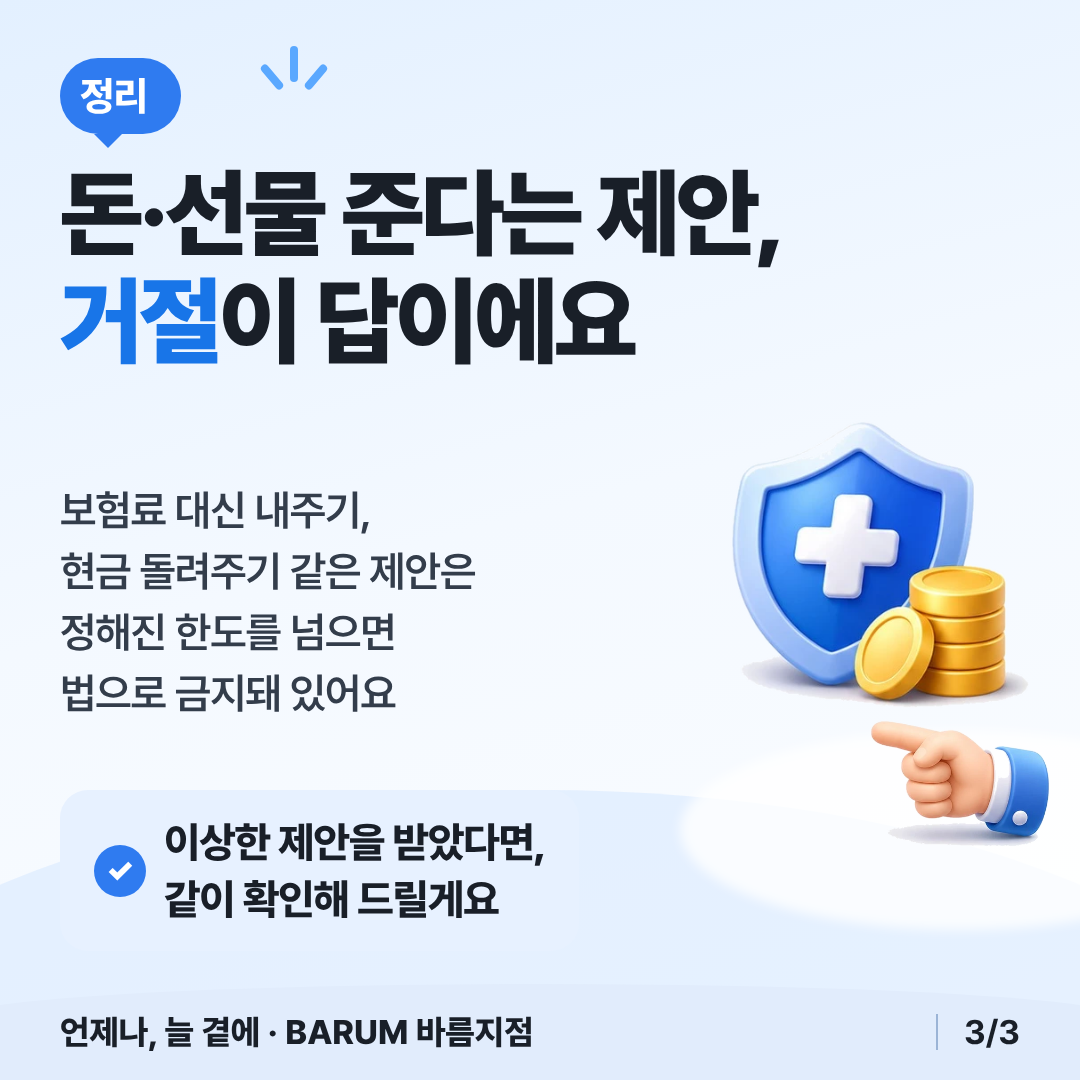 정리
돈·선물 준다는 제안,
거절이 답이에요
보험료 대신 내주기,
현금 돌려주기 같은 제안은
정해진 한도를 넘으면
법으로 금지돼 있어요
이상한 제안을 받았다면,
같이 확인해 드릴게요
언제나, 늘 곁에 · BARUM 바름지점
3/3